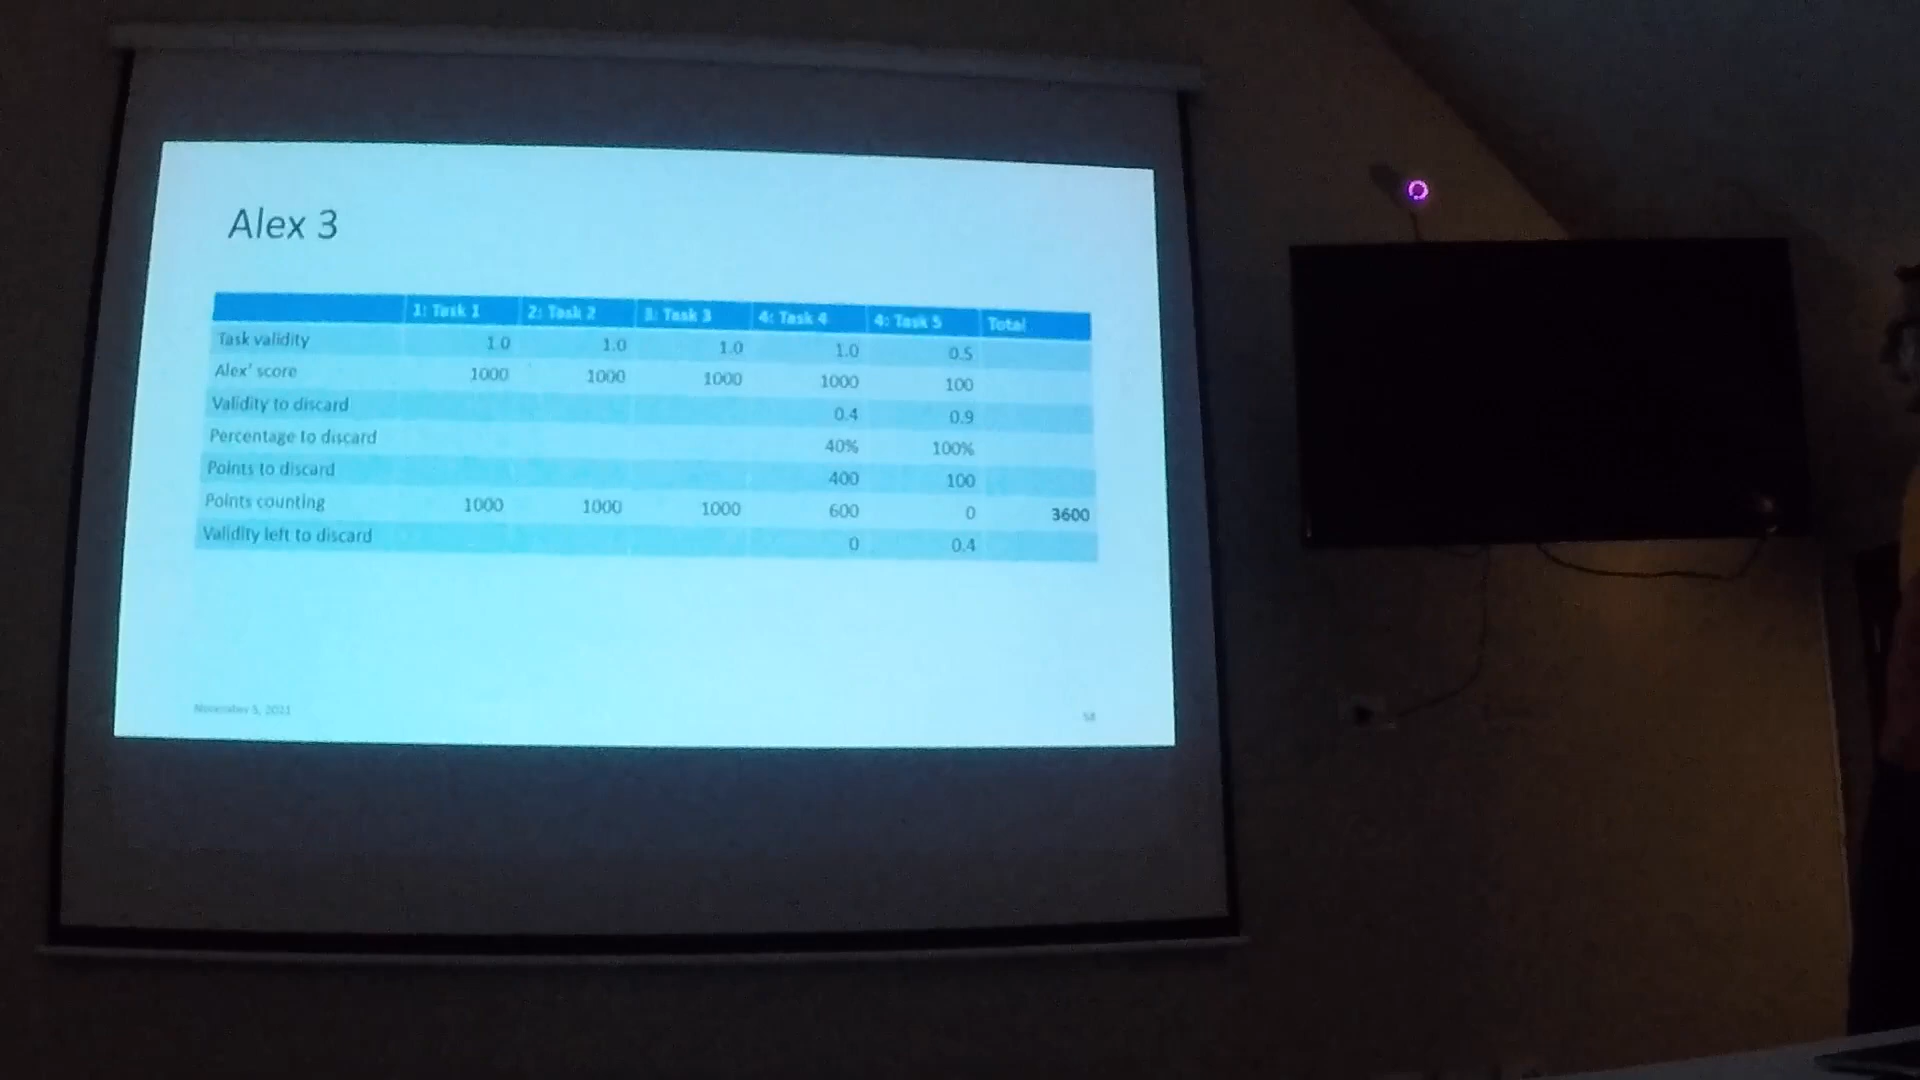 Alex 3
1: Task 1 2: Task 2 3: Task 3 4: Task 4 4: Task 5 Total
Task validity 1.0 1.0 1.0 1.0 0.5
Alex' score 1000 1000 1000 1000 100
Validity to discard 0.4 0.9
Percentage to discard 40% 100%
Points to discard 400 100
Points counting 1000 1000 1000 600 0 3600
Validity left to discard 0 0.4
November 5, 2021